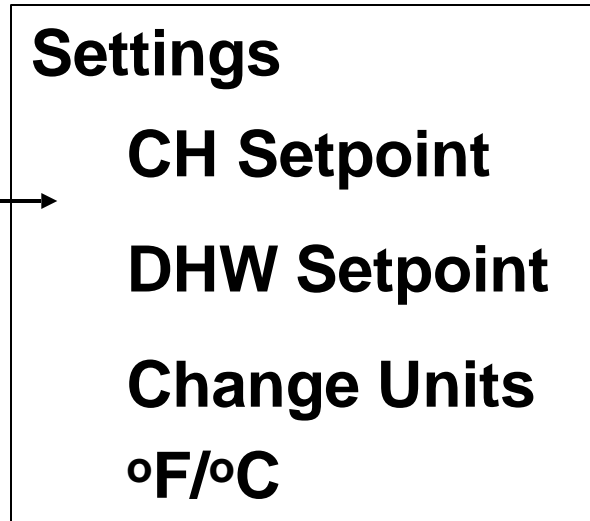 Settings
CH Setpoint
DHW Setpoint
Change Units
ºF/ºC